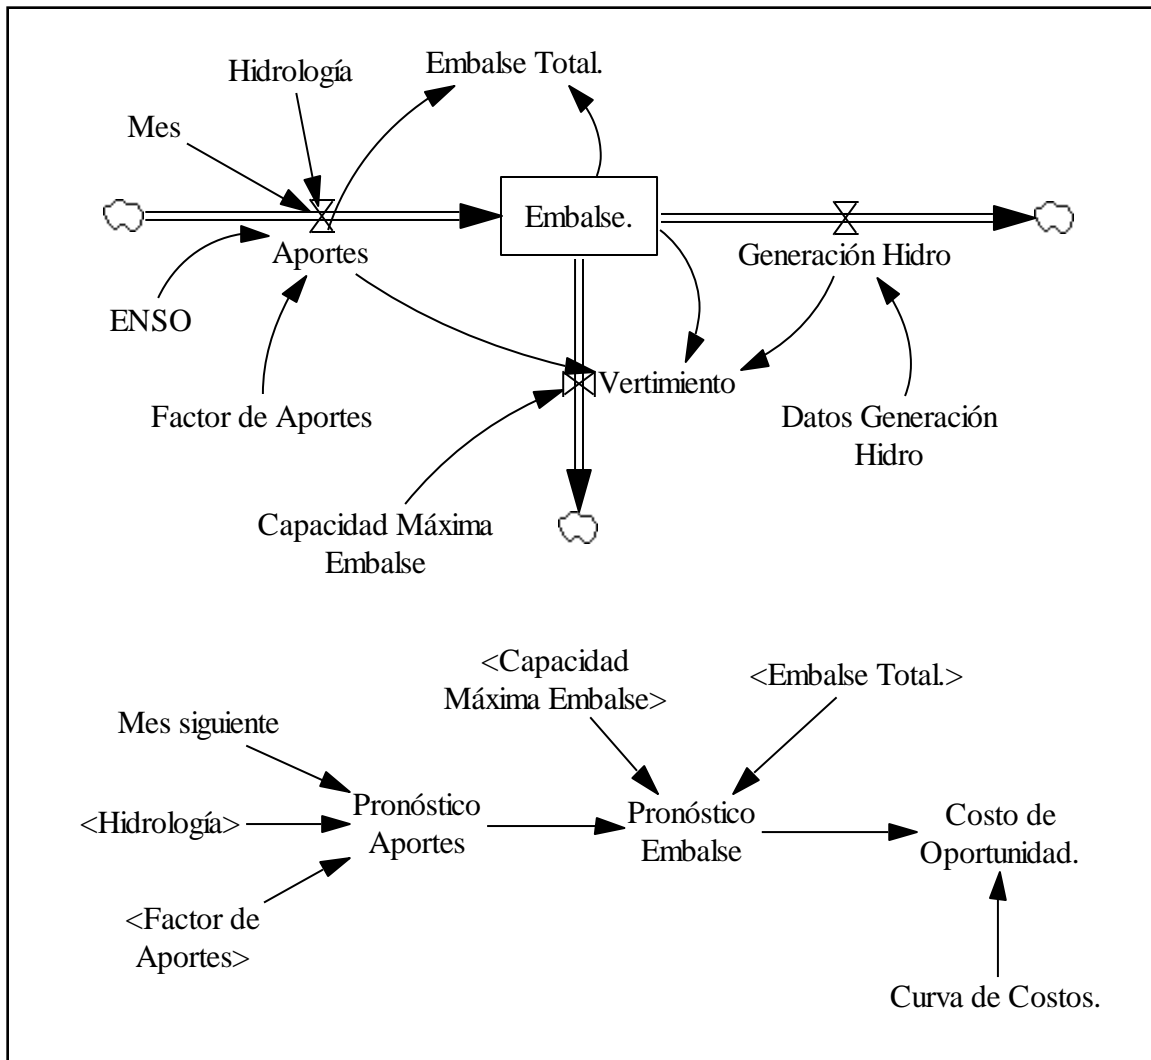 Hidrología
Embalse Total.
Mes
Embalse.
Aportes
Generación Hidro
ENSO
Vertimiento
Factor de Aportes
Datos Generación
Hidro
Capacidad Máxima
Embalse
<Capacidad
Máxima Embalse>
<Embalse Total.>
Mes siguiente
<Hidrología>
Pronóstico
Aportes
Pronóstico
Embalse
Costo de
Oportunidad.
<Factor de
Aportes>
Curva de Costos.